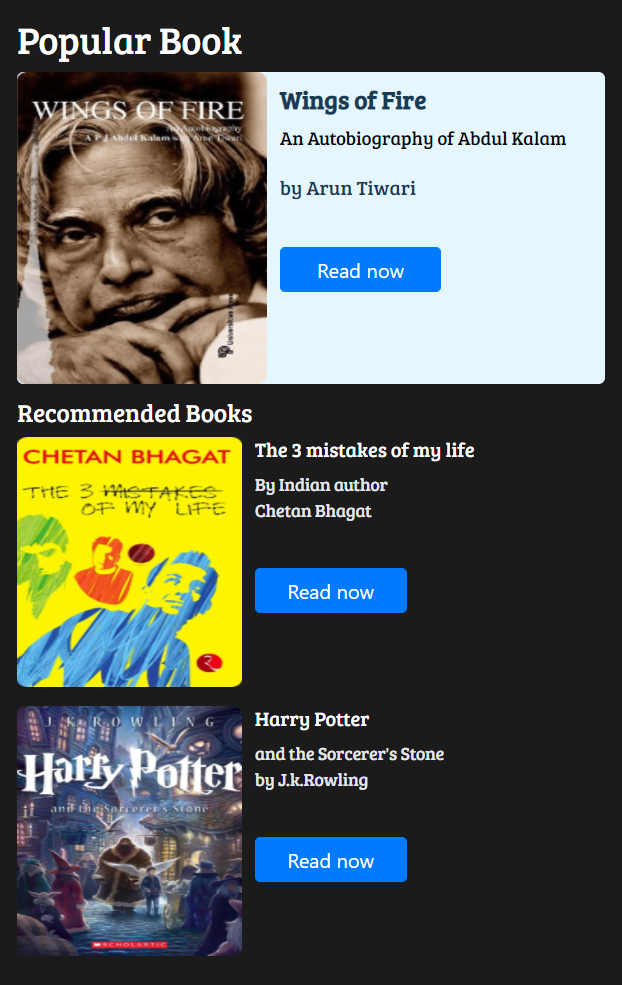 Popular Book
WINGS OF FIRE
An Autobiography
A P J Abdul Kalam with Arun Tiwari
Universities Press
Wings of Fire
An Autobiography of Abdul Kalam
by Arun Tiwari
Read now
Recommended Books
CHETAN BHAGAT
THE 3 MISTAKES
OF MY LIFE
The 3 mistakes of my life
By Indian author
Chetan Bhagat
Read now
J.K. ROWLING
Harry Potter
and the Sorcerer's Stone
SCHOLASTIC
Harry Potter
and the Sorcerer's Stone
by J.k.Rowling
Read now